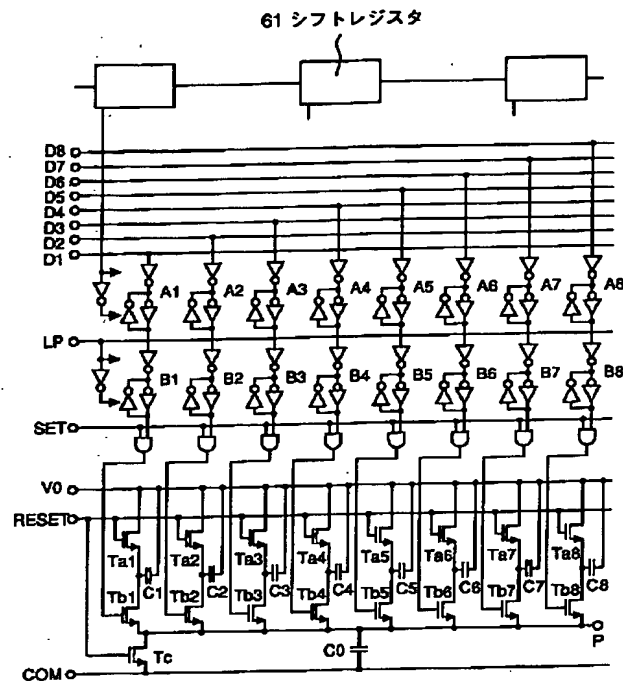 61 シフトレジスタ
D8
D7
D6
D5
D4
D3
D2
D1
A1 A2 A3 A4 A5 A6 A7 A8
LP
B1 B2 B3 B4 B5 B6 B7 B8
SET
V0
RESET
Ta1 Ta2 Ta3 Ta4 Ta5 Ta6 Ta7 Ta8
C1 C2 C3 C4 C5 C6 C7 C8
Tb1 Tb2 Tb3 Tb4 Tb5 Tb6 Tb7 Tb8
P
Tc C0
COM